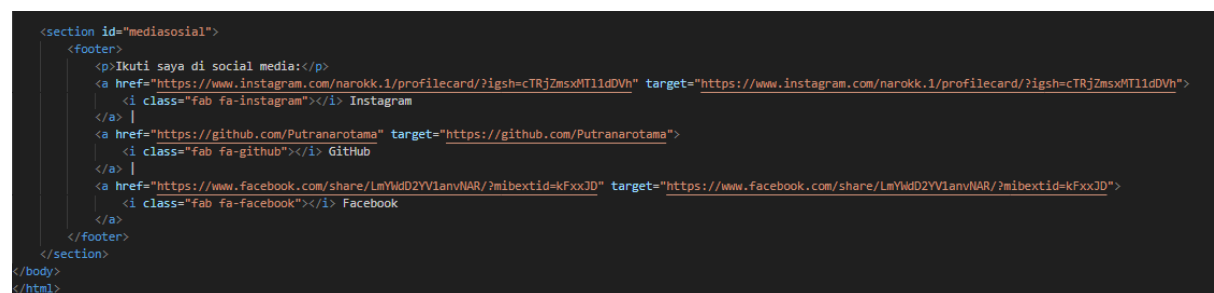 <section id="mediasosial">
<footer>
<p>Ikuti saya di social media:</p>
<a href="https://www.instagram.com/narokk.1/profilecard/?igsh=cTRjZmsxMTl1dDVh" target="https://www.instagram.com/narokk.1/profilecard/?igsh=cTRjZmsxMTl1dDVh">
<i class="fab fa-instagram"></i> Instagram
</a> |
<a href="https://github.com/Putranarotama" target="https://github.com/Putranarotama">
<i class="fab fa-github"></i> GitHub
</a> |
<a href="https://www.facebook.com/share/LmYWdD2YV1anvNAR/?mibextid=kFxxJD" target="https://www.facebook.com/share/LmYWdD2YV1anvNAR/?mibextid=kFxxJD">
<i class="fab fa-facebook"></i> Facebook
</a>
</footer>
</section>
</body>
</html>